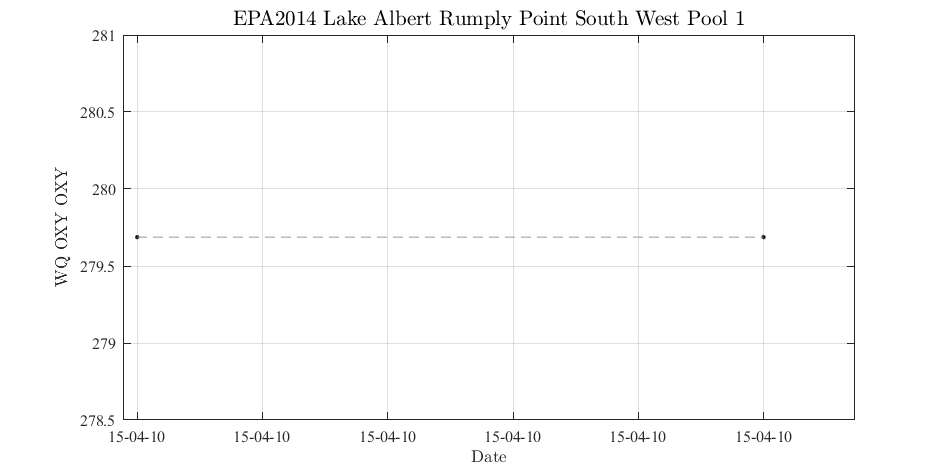 EPA2014 Lake Albert Rumply Point South West Pool 1
281
280.5
280
279.5
279
278.5
WQ OXY OXY
15-04-10 15-04-10 15-04-10 15-04-10 15-04-10 15-04-10
Date